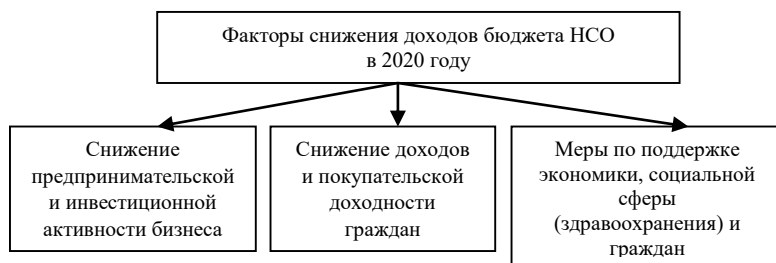 Факторы снижения доходов бюджета НСО
в 2020 году
Снижение
предпринимательской
и инвестиционной
активности бизнеса
Снижение доходов
и покупательской
доходности
граждан
Меры по поддержке
экономики, социальной
сферы
(здравоохранения) и
граждан